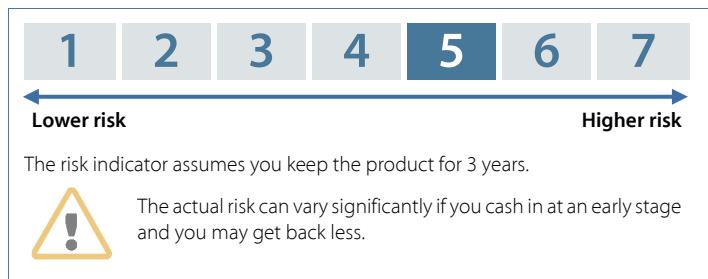 1 2 3 4 5 6 7
Lower risk Higher risk
The risk indicator assumes you keep the product for 3 years.
The actual risk can vary significantly if you cash in at an early stage
and you may get back less.